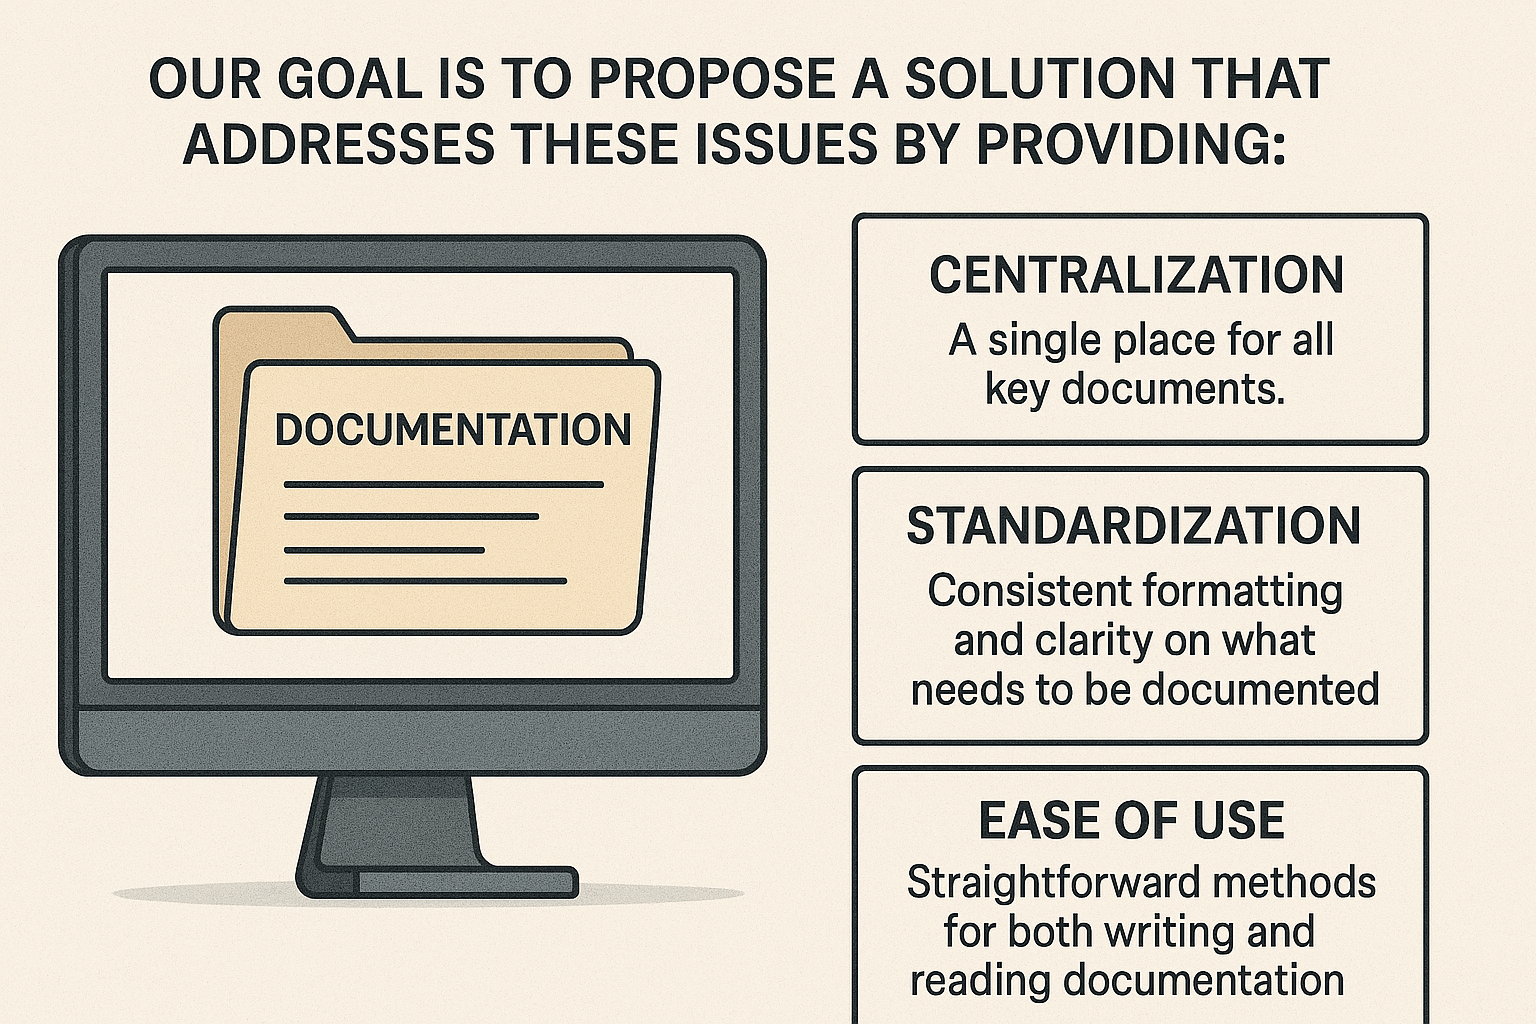 OUR GOAL IS TO PROPOSE A SOLUTION THAT
ADDRESSES THESE ISSUES BY PROVIDING:
DOCUMENTATION
CENTRALIZATION
A single place for all
key documents.
STANDARDIZATION
Consistent formatting
and clarity on what
needs to be documented
EASE OF USE
Straightforward methods
for both writing and
reading documentation